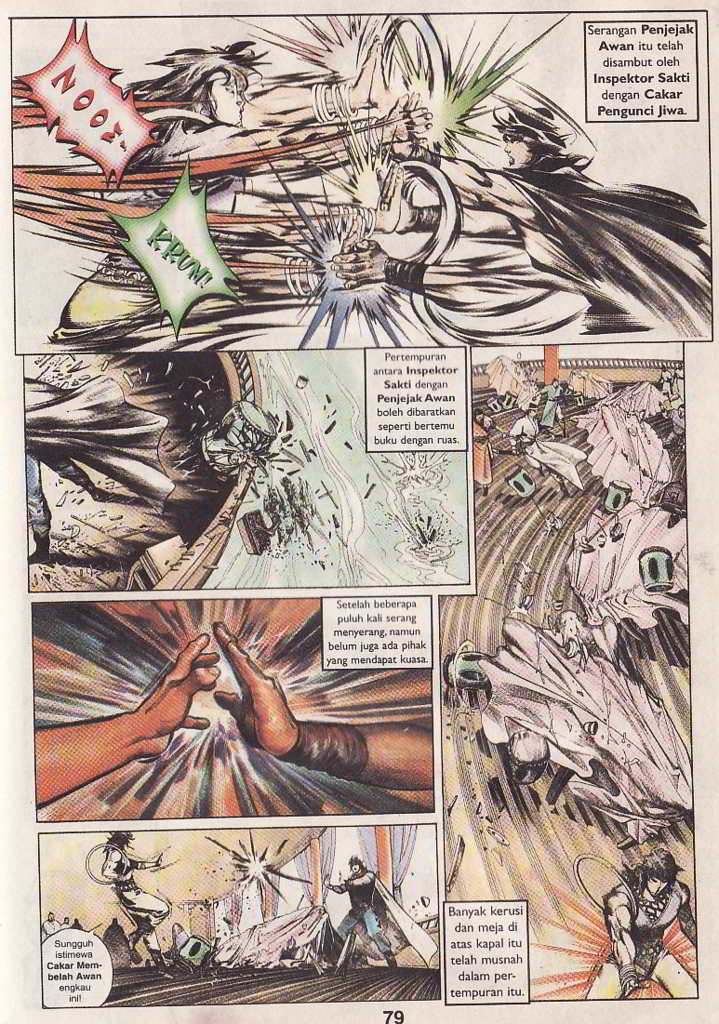 Serangan Penjejak
Awan itu telah
disambut oleh
Inspektor Sakti
dengan Cakar
Pengunci Jiwa.
NOOM
KRUM!
Pertempuran
antara Inspektor
Sakti dengan
Penjejak Awan
boleh dibaratkan
seperti bertemu
buku dengan ruas.
Setelah beberapa
puluh kali serang
menyerang, namun
belum juga ada pihak
yang mendapat kuasa.
Sungguh
istimewa
Cakar Mem-
belah Awan
engkau
ini!
Banyak kerusi
dan meja di
atas kapal itu
telah musnah
dalam per-
tempuran itu.
79